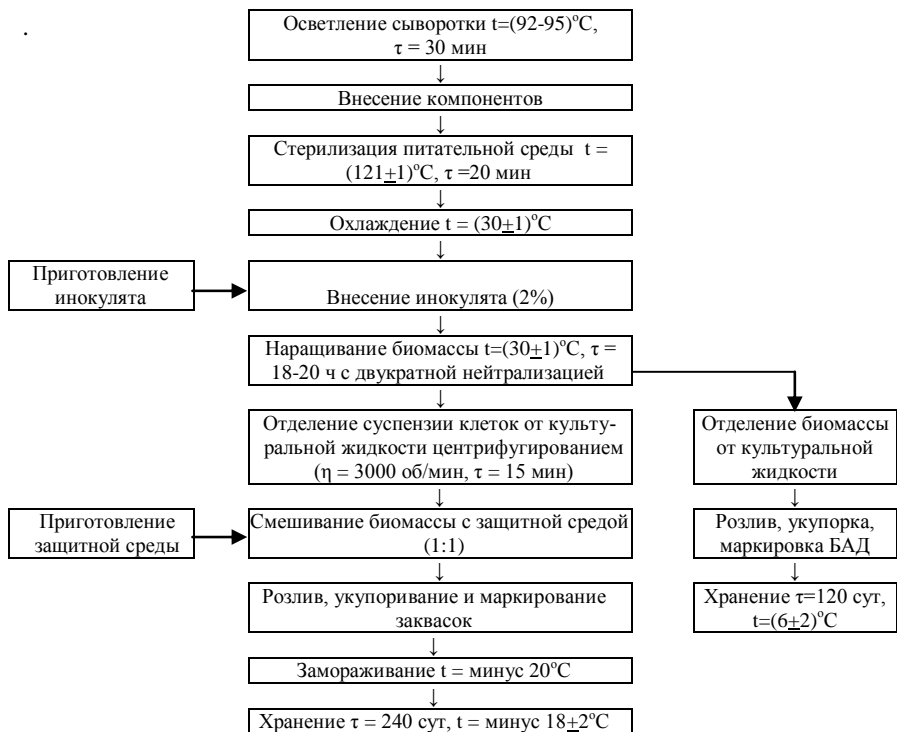 .
Осветление сыворотки t=(92-95)°С,
τ = 30 мин
↓
Внесение компонентов
↓
Стерилизация питательной среды t =
(121±1)°С, τ =20 мин
↓
Охлаждение t = (30±1)°С
↓
Приготовление
инокулята
Внесение инокулята (2%)
↓
Наращивание биомассы t=(30±1)°С, τ =
18-20 ч с двукратной нейтрализацией
↓
Отделение суспензии клеток от культу-
ральной жидкости центрифугированием
(η = 3000 об/мин, τ = 15 мин)
Отделение биомассы
от культуральной
жидкости
↓
↓
Приготовление
защитной среды
Смешивание биомассы с защитной средой
(1:1)
Розлив, укупорка,
маркировка БАД
↓
↓
Розлив, укупоривание и маркирование
заквасок
Хранение τ=120 сут,
t=(6±2)°С
↓
Замораживание t = минус 20°С
↓
Хранение τ = 240 сут, t = минус 18±2°С